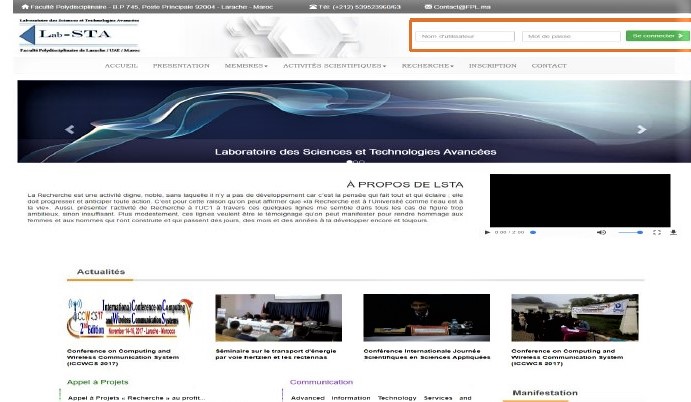 Faculté Polydisciplinaire - B.P 745, Poste Principale 92004 - Larache - Maroc Tél: (+212) 539523960/63 Contact@FPL.ma
Laboratoire des Sciences et Technologies Avancées
Lab-STA
Faculté Polydisciplinaire de Larache / UAE / Maroc
Nom d'utilisateur Mot de passe Se connecter
ACCUEIL PRESENTATION MEMBRES ACTIVITÉS SCIENTIFIQUES RECHERCHE INSCRIPTION CONTACT
Laboratoire des Sciences et Technologies Avancées
À PROPOS DE LSTA
La Recherche est une activité digne, noble, sans laquelle il n'y a pas de développement car c'est la pensée qui fait tout et qui éclaire ; elle
doit progresser et anticiper toute action. C'est pour cette raison qu'on peut affirmer que «la Recherche est à l'Université comme l'eau est à
la vie». Aussi, présenter l'activité de Recherche à l'UCT à travers ces quelques lignes me semble dans tous les cas de figure trop
ambitieux, sinon insuffisant. Plus modestement, ces lignes veulent être le témoignage qu'on peut manifester pour rendre hommage aux
femmes et aux hommes qui l'ont construite et qui passent des jours, des mois et des années à la développer encore et toujours.
0:00 / 2:00
Actualités
International Conference on Computing
and Wireless Communication Systems
ICCWCS'17
2nd Edition
November 14-16, 2017 - Larache - Morocco
Conference on Computing and
Wireless Communication System
(ICCWCS 2017)
Séminaire sur le transport d'énergie
par voie hertzien et les rectennas
Conférence Internationale Journée
Scientifiques en Sciences Appliquées
Conference on Computing and
Wireless Communication System
(ICCWCS 2017)
Appel à Projets
Appel à Projets « Recherche » au profit...
Communication
Advanced Information Technology Services and
Manifestation